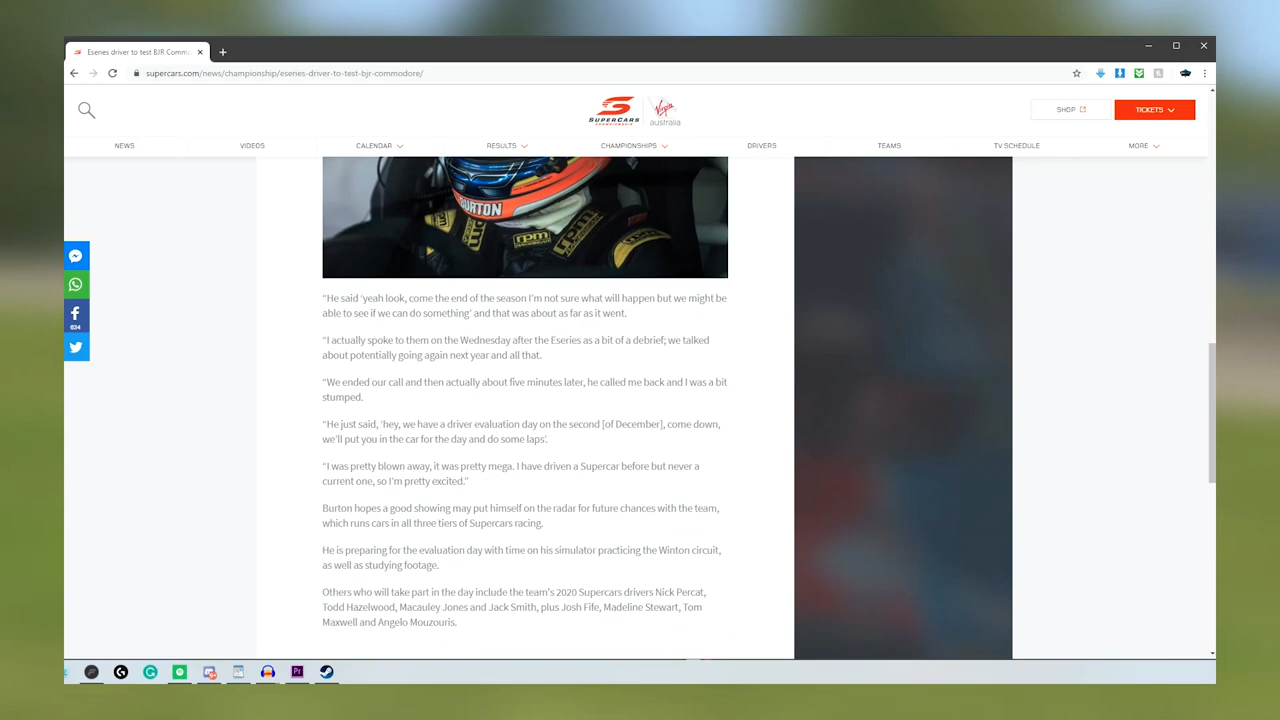 Eseries driver to test BJR Comm
supercars.com/news/championship/eseries-driver-to-test-bjr-commodore/
SUPERCARS
CHAMPIONSHIP
Virgin
australia
SHOP
TICKETS
NEWS
VIDEOS
CALENDAR
RESULTS
CHAMPIONSHIPS
DRIVERS
TEAMS
TV SCHEDULE
MORE
BURTON
rpm
rpm
rpm
634
“He said ‘yeah look, come the end of the season I’m not sure what will happen but we might be
able to see if we can do something’ and that was about as far as it went.
“I actually spoke to them on the Wednesday after the Eseries as a bit of a debrief; we talked
about potentially going again next year and all that.
“We ended our call and then actually about five minutes later, he called me back and I was a bit
stumped.
“He just said, ‘hey, we have a driver evaluation day on the second [of December], come down,
we’ll put you in the car for the day and do some laps’.
“I was pretty blown away, it was pretty mega. I have driven a Supercar before but never a
current one, so I’m pretty excited.”
Burton hopes a good showing may put himself on the radar for future chances with the team,
which runs cars in all three tiers of Supercars racing.
He is preparing for the evaluation day with time on his simulator practicing the Winton circuit,
as well as studying footage.
Others who will take part in the day include the team's 2020 Supercars drivers Nick Percat,
Todd Hazelwood, Macauley Jones and Jack Smith, plus Josh Fife, Madeline Stewart, Tom
Maxwell and Angelo Mouzouris.
Pr